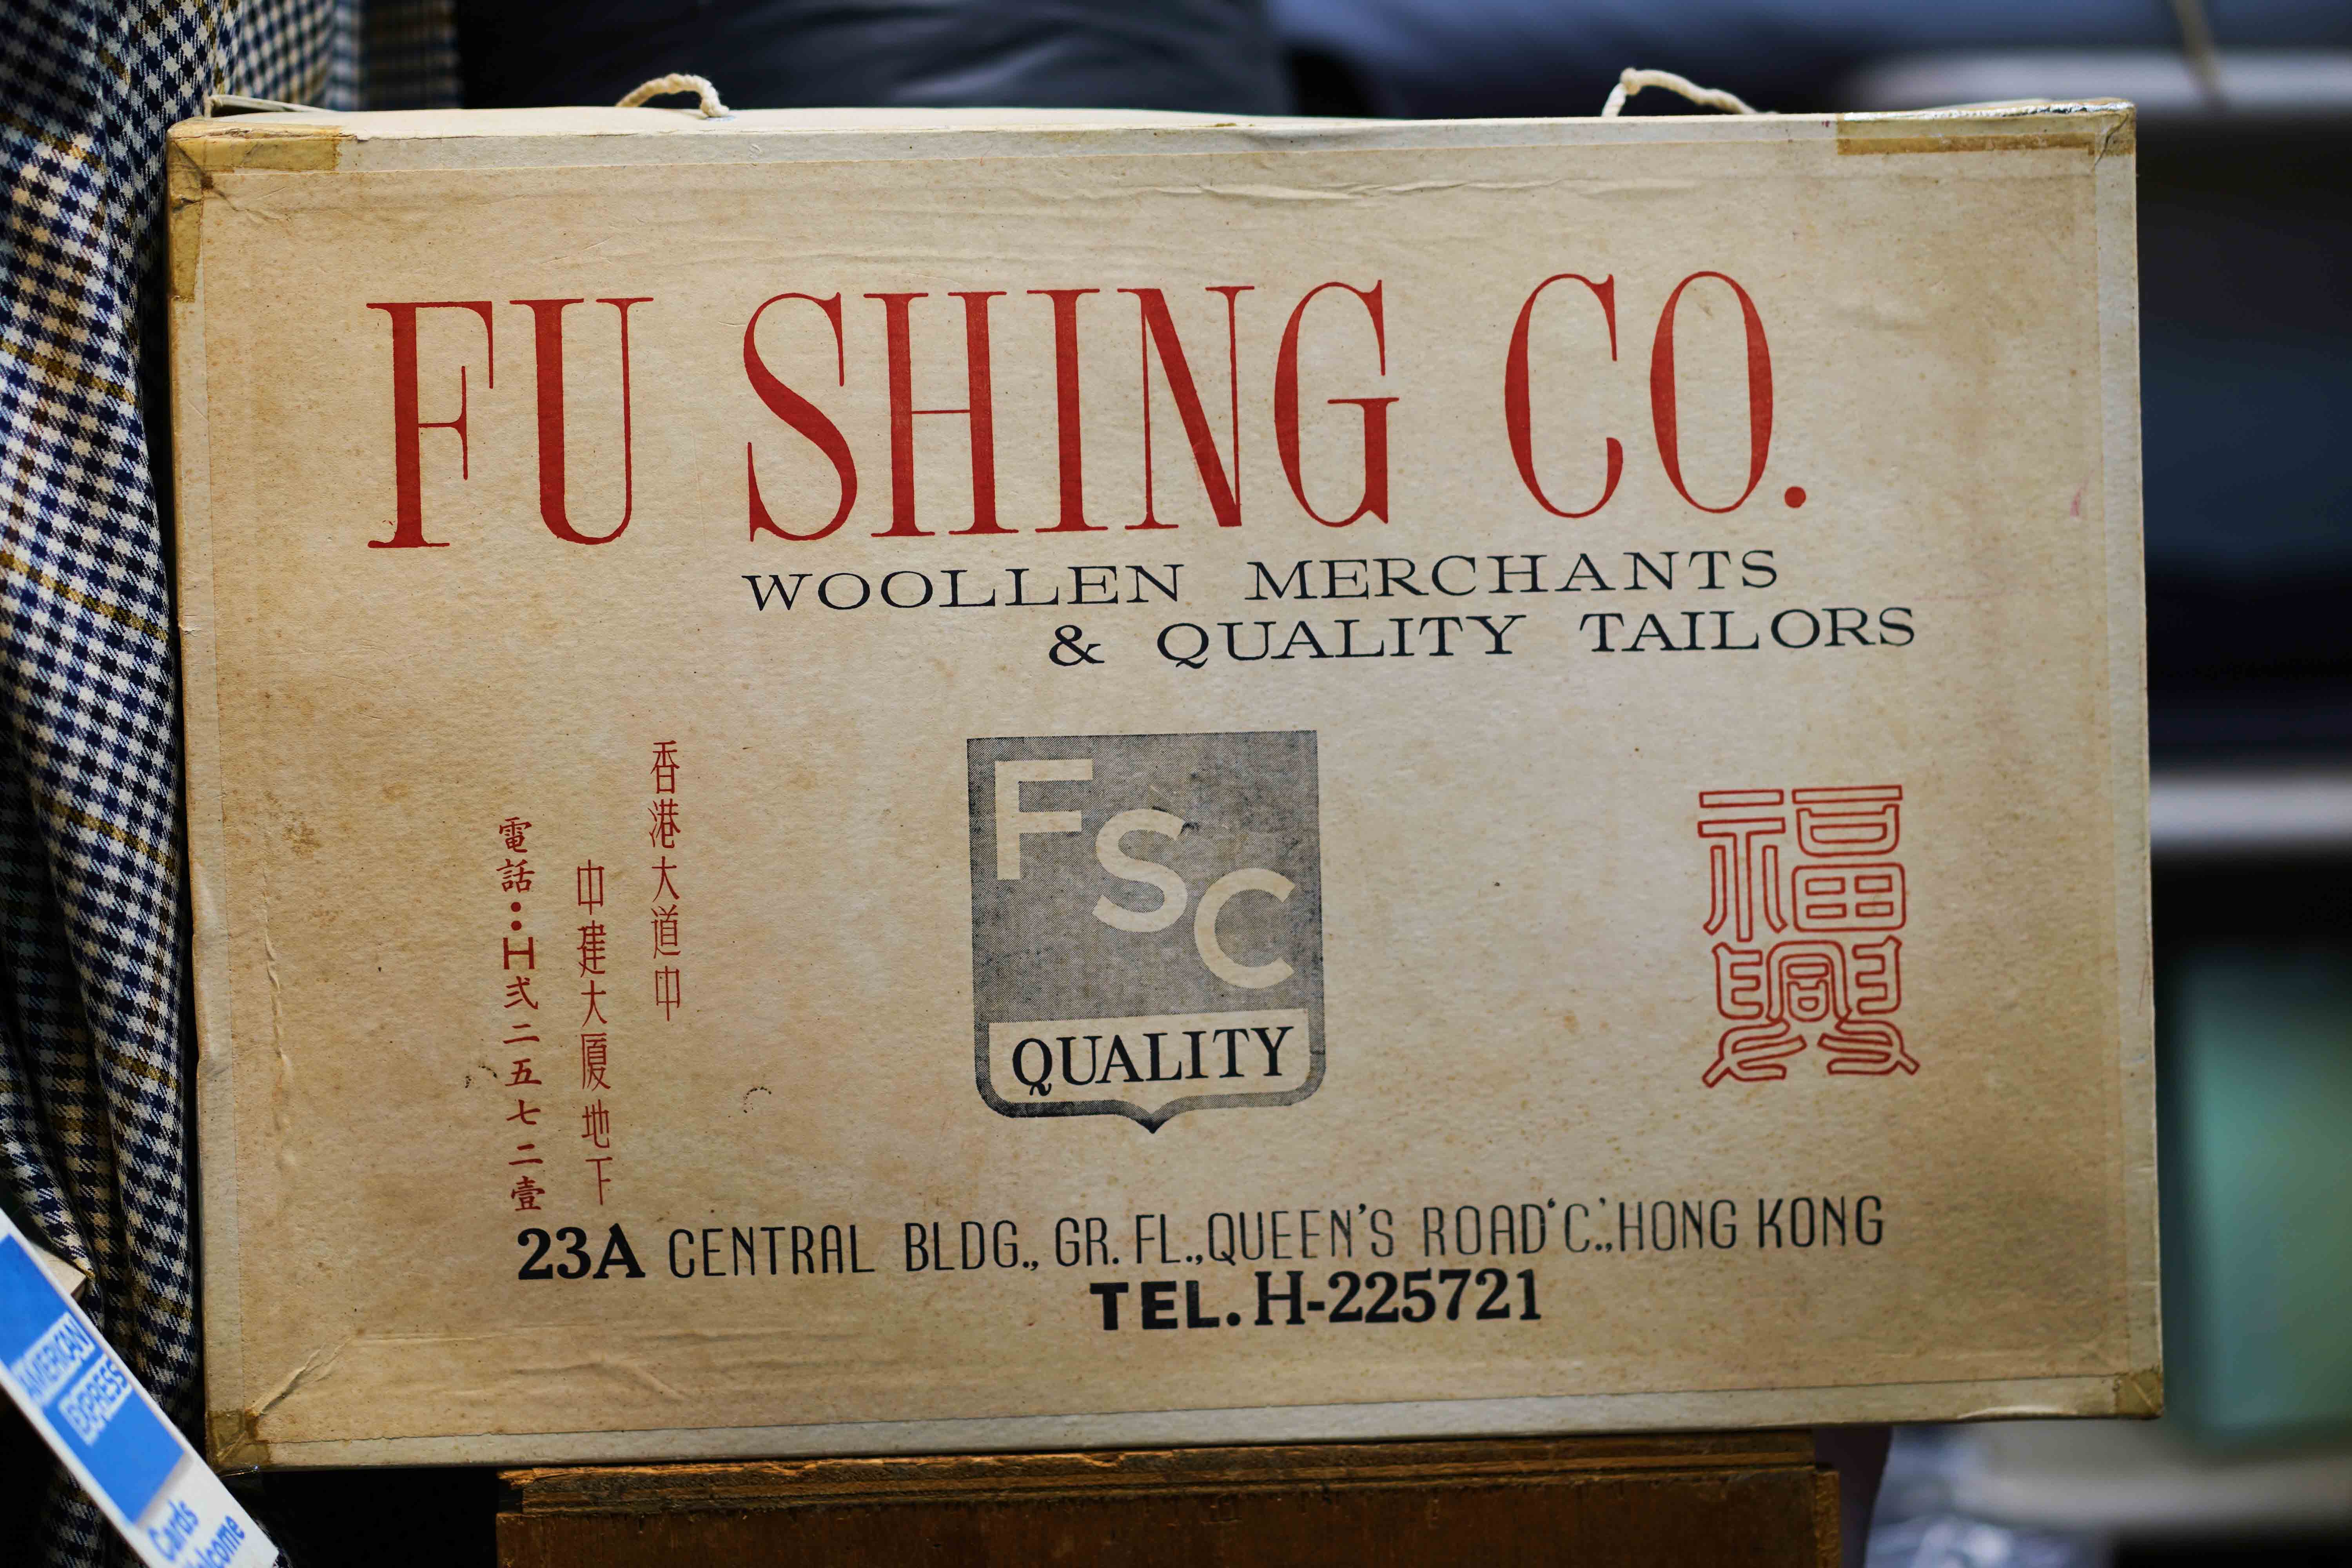 FU SHING CO.
WOOLLEN MERCHANTS
& QUALITY TAILORS
香港大道中
中建大厦地下
電話：H弍二五七二壹
FSC
QUALITY
福興
23A CENTRAL BLDG., GR. FL., QUEEN'S ROAD 'C.', HONG KONG
TEL. H-225721
AMERICAN
EXPRESS
Cards
Welcome